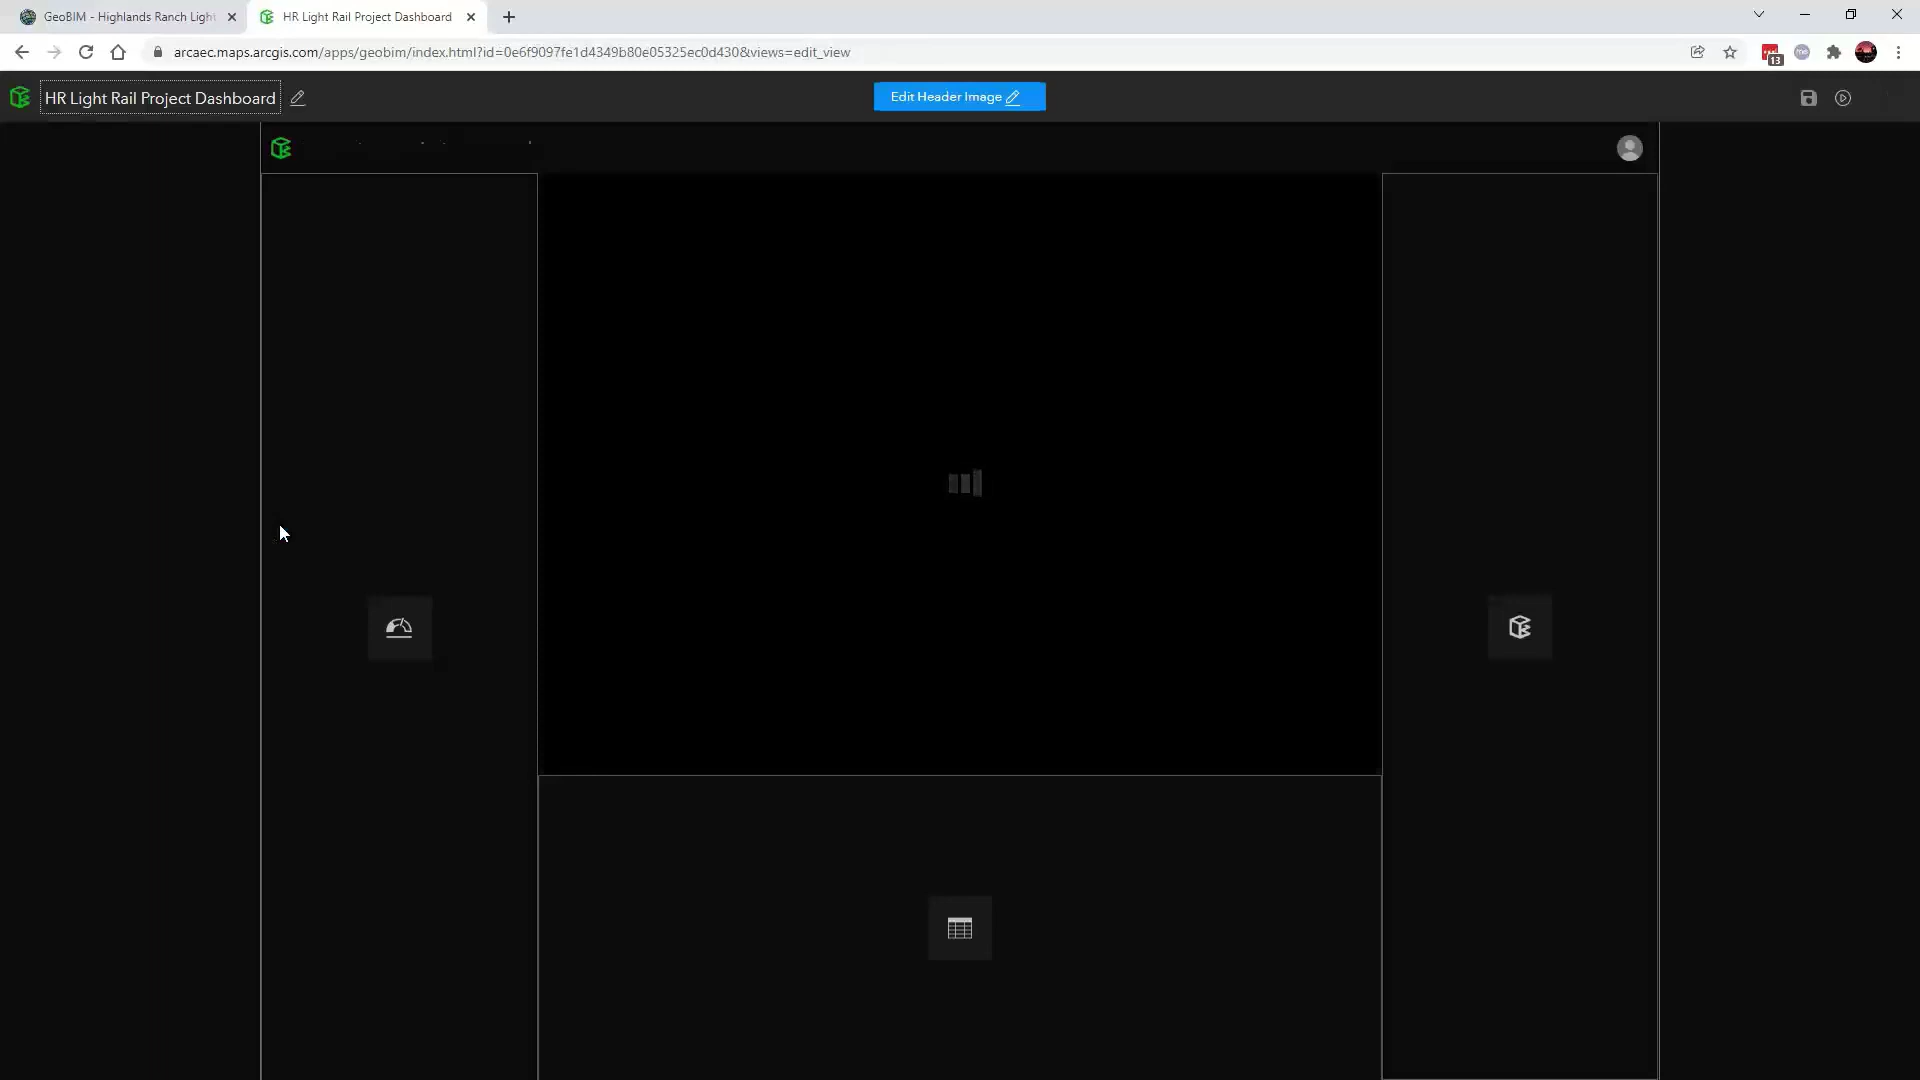 GeoBIM - Highlands Ranch Light
HR Light Rail Project Dashboard
arcaec.maps.arcgis.com/apps/geobim/index.html?id=0e6f9097fe1d4349b80e05325ec0d430&views=edit_view
13
HR Light Rail Project Dashboard
Edit Header Image